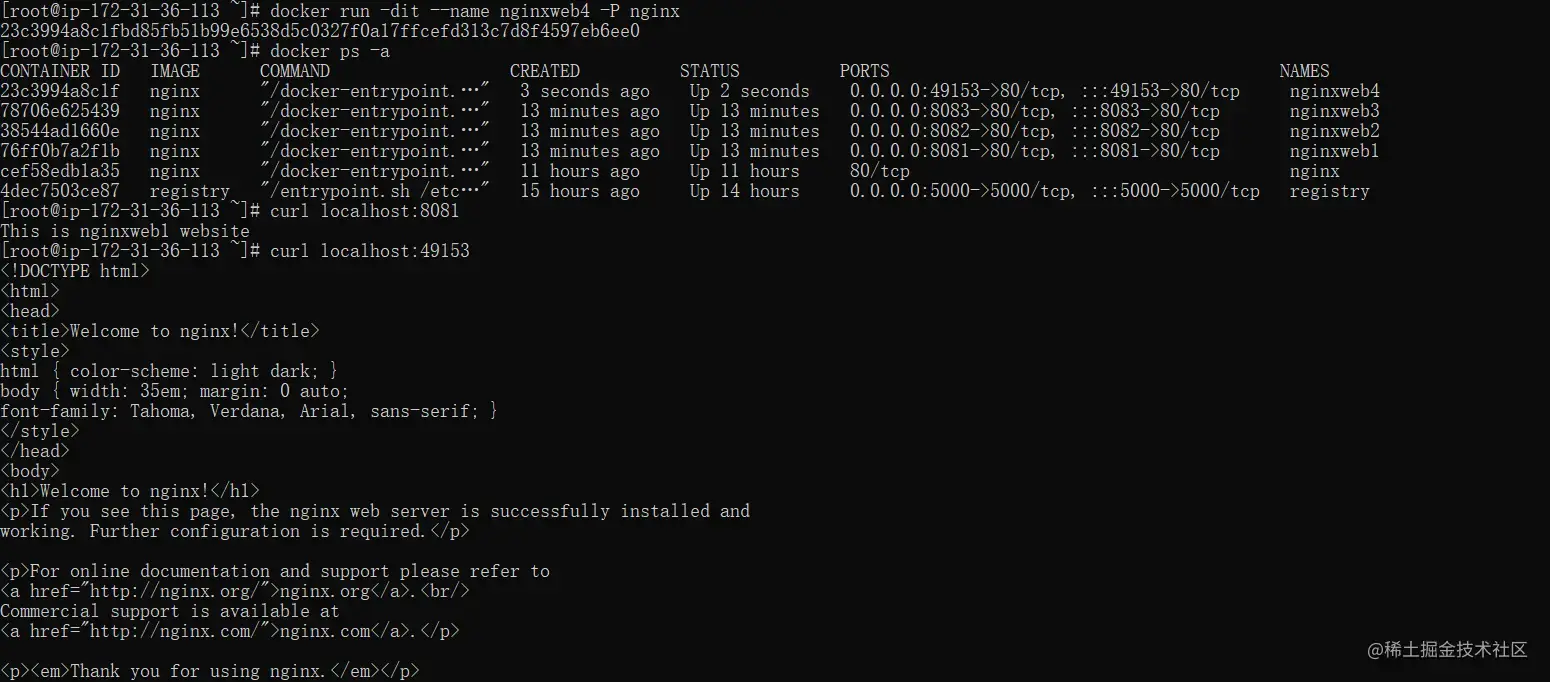 [root@ip-172-31-36-113 ~]# docker run -dit --name nginxweb4 -P nginx
23c3994a8c1fbd85fb51b99e6538d5c0327f0a17ffcefd313c7d8f4597eb6ee0
[root@ip-172-31-36-113 ~]# docker ps -a
CONTAINER ID   IMAGE      COMMAND                  CREATED          STATUS          PORTS                                       NAMES
23c3994a8c1f   nginx      "/docker-entrypoint.…"   3 seconds ago    Up 2 seconds    0.0.0.0:49153->80/tcp, :::49153->80/tcp     nginxweb4
78706e625439   nginx      "/docker-entrypoint.…"   13 minutes ago   Up 13 minutes   0.0.0.0:8083->80/tcp, :::8083->80/tcp       nginxweb3
38544ad1660e   nginx      "/docker-entrypoint.…"   13 minutes ago   Up 13 minutes   0.0.0.0:8082->80/tcp, :::8082->80/tcp       nginxweb2
76ff0b7a2f1b   nginx      "/docker-entrypoint.…"   13 minutes ago   Up 13 minutes   0.0.0.0:8081->80/tcp, :::8081->80/tcp       nginxweb1
cef58edb1a35   nginx      "/docker-entrypoint.…"   11 hours ago     Up 11 hours     80/tcp                                      nginx
4dec7503ce87   registry   "/entrypoint.sh /etc…"   15 hours ago     Up 14 hours     0.0.0.0:5000->5000/tcp, :::5000->5000/tcp   registry
[root@ip-172-31-36-113 ~]# curl localhost:8081
This is nginxweb1 website
[root@ip-172-31-36-113 ~]# curl localhost:49153
<!DOCTYPE html>
<html>
<head>
<title>Welcome to nginx!</title>
<style>
html { color-scheme: light dark; }
body { width: 35em; margin: 0 auto;
font-family: Tahoma, Verdana, Arial, sans-serif; }
</style>
</head>
<body>
<h1>Welcome to nginx!</h1>
<p>If you see this page, the nginx web server is successfully installed and
working. Further configuration is required.</p>
<p>For online documentation and support please refer to
<a href="http://nginx.org/">nginx.org</a>.<br/>
Commercial support is available at
<a href="http://nginx.com/">nginx.com</a>.</p>
<p><em>Thank you for using nginx.</em></p>
@稀土掘金技术社区